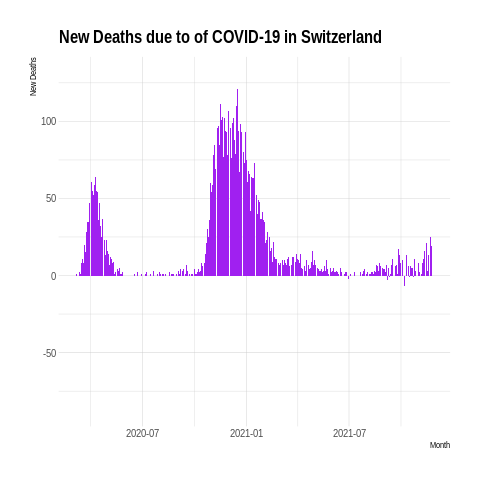 New Deaths due to of COVID-19 in Switzerland
New Deaths
100
50
0
-50
2020-07
2021-01
2021-07
Month